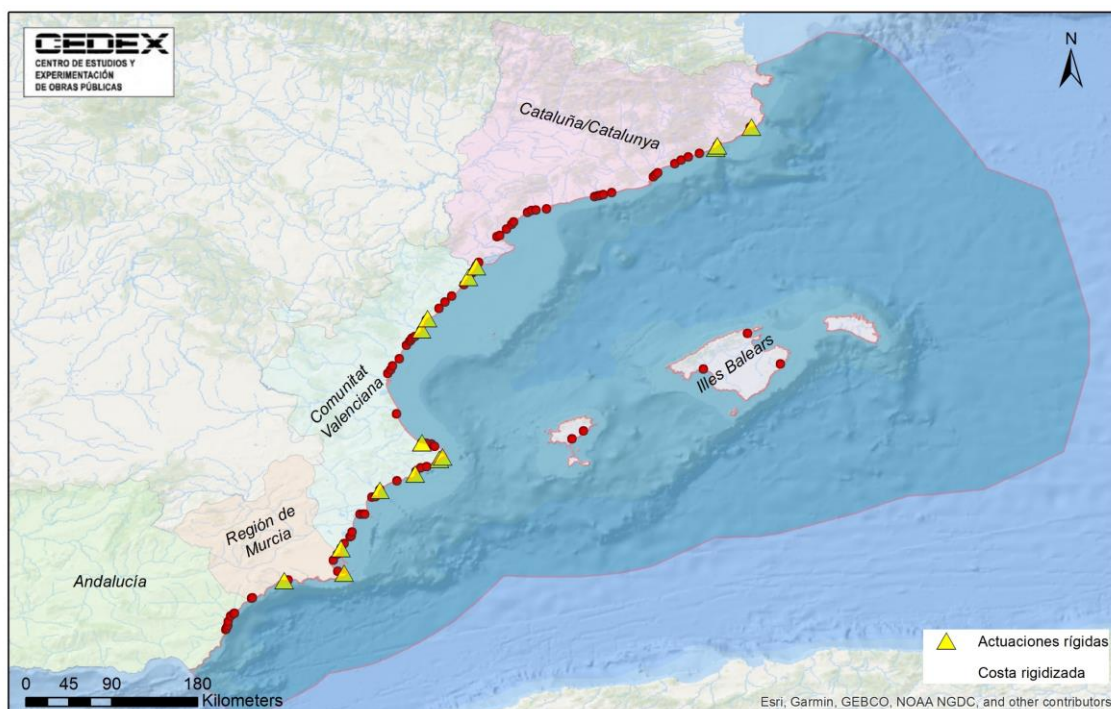 CEDEX
CENTRO DE ESTUDIOS Y
EXPERIMENTACIÓN
DE OBRAS PÚBLICAS
N
Cataluña/Catalunya
Comunitat
Valenciana
Illes Balears
Región de
Murcia
Andalucía
0 45 90 180
Kilometers
Actuaciones rígidas
Costa rigidizada
Esri, Garmin, GEBCO, NOAA NGDC, and other contributors